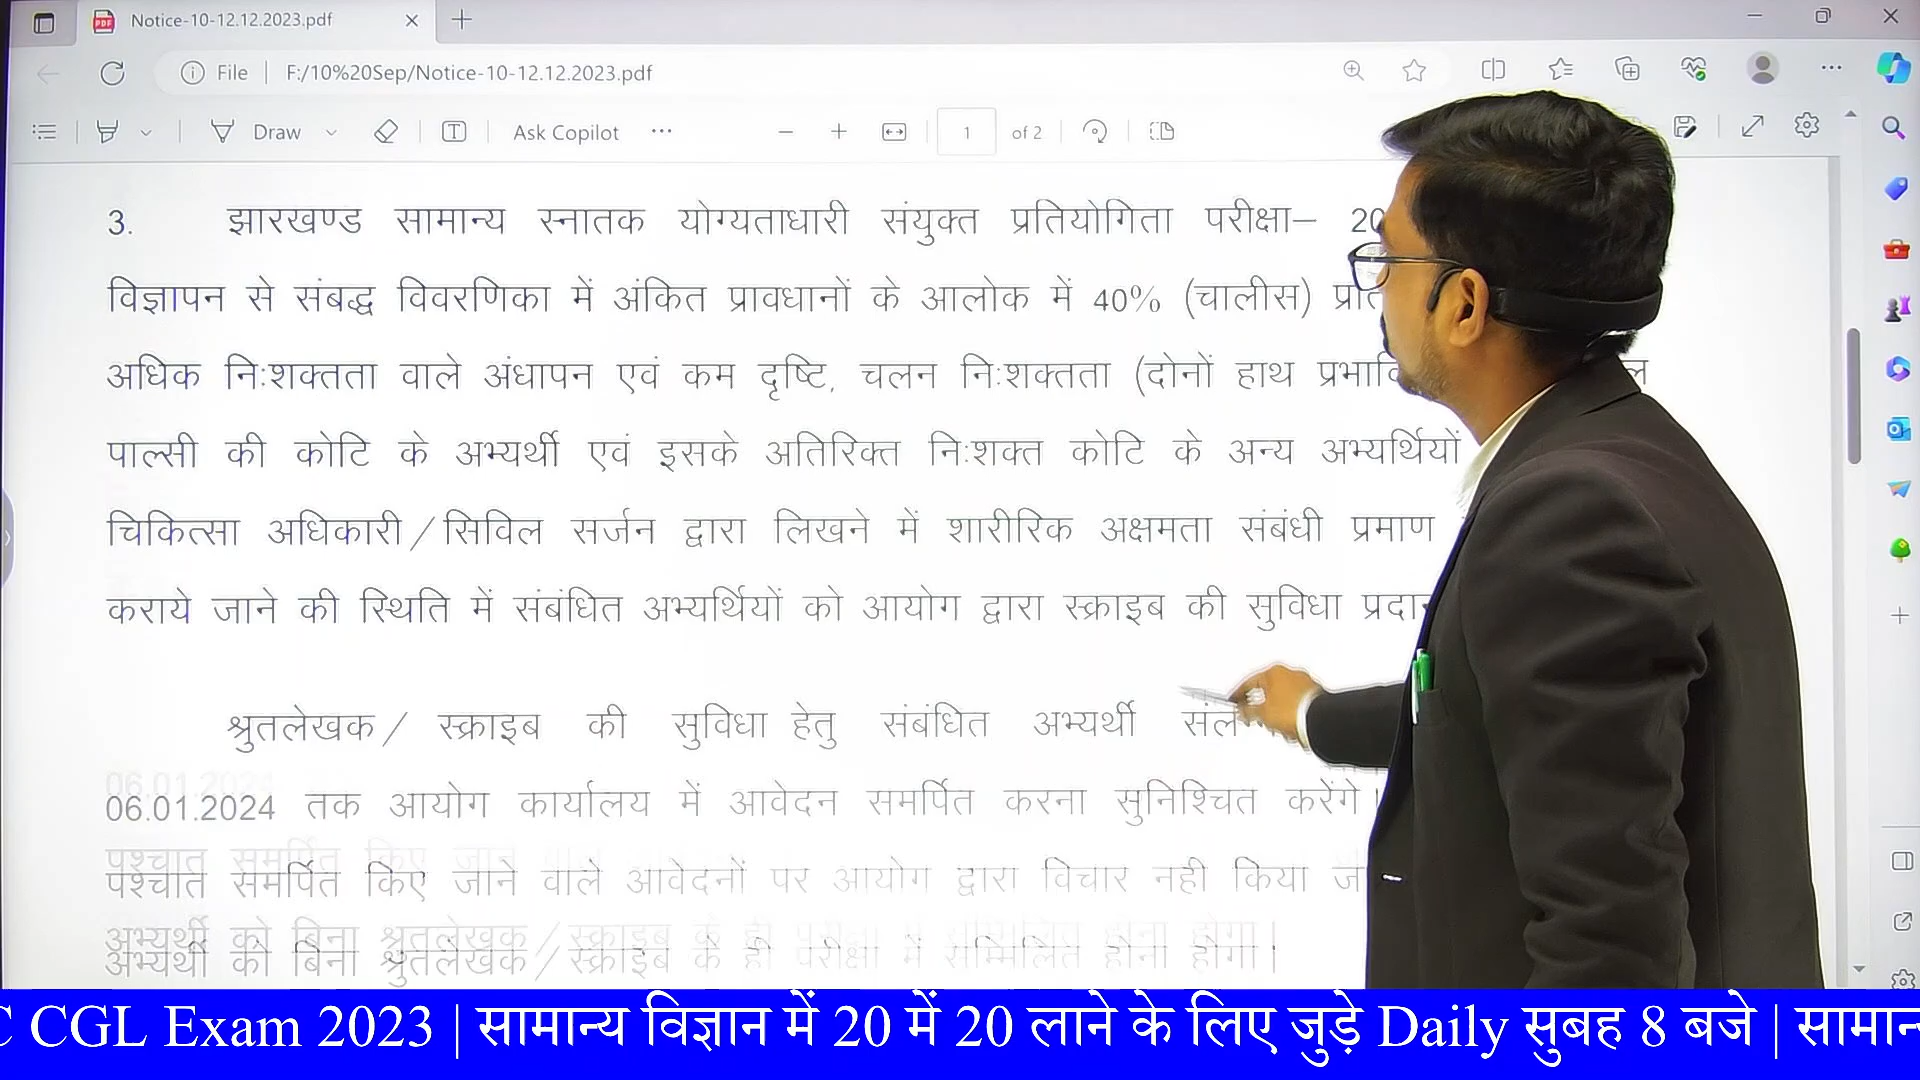 Notice-10-12.12.2023.pdf
File F:/10%20Sep/Notice-10-12.12.2023.pdf
Draw Ask Copilot 1 of 2
3. झारखण्ड सामान्य स्नातक योग्यताधारी संयुक्त प्रतियोगिता परीक्षा– 20
विज्ञापन से संबद्ध विवरणिका में अंकित प्रावधानों के आलोक में 40% (चालीस)
अधिक निःशक्तता वाले अंधापन एवं कम दृष्टि, चलन निःशक्तता (दोनों हाथ
पाल्सी की कोटि के अभ्यर्थी एवं इसके अतिरिक्त निःशक्त कोटि के अन्य अभ्यर्थियों
चिकित्सा अधिकारी/सिविल सर्जन द्वारा लिखने में शारीरिक अक्षमता संबंधी प्रमाण
कराये जाने की स्थिति में संबंधित अभ्यर्थियों को आयोग द्वारा स्क्राइब की सुविधा
श्रुतलेखक/ स्क्राइब की सुविधा हेतु संबंधित अभ्यर्थी
06.01.2024 तक आयोग कार्यालय में आवेदन समर्पित करना सुनिश्चित करेंगे।
पश्चात समर्पित किए जाने वाले आवेदनों पर आयोग द्वारा विचार नही किया
अभ्यर्थी को बिना श्रुतलेखक/स्क्राइब के ही परीक्षा में सम्मिलित होना होगा।
CGL Exam 2023 | सामान्य विज्ञान में 20 में 20 लाने के लिए जुड़े Daily सुबह 8 बजे |